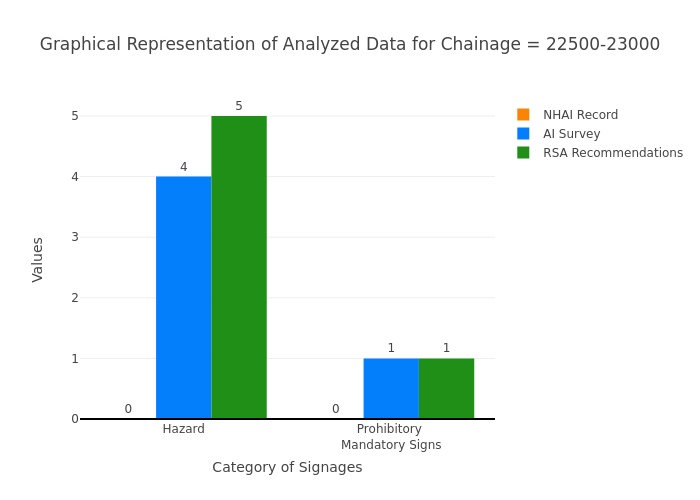 Graphical Representation of Analyzed Data for Chainage = 22500-23000
NHAI Record
AI Survey
RSA Recommendations
Values
5
4
3
2
1
0
0
4
5
0
1
1
Hazard
Prohibitory
Mandatory Signs
Category of Signages